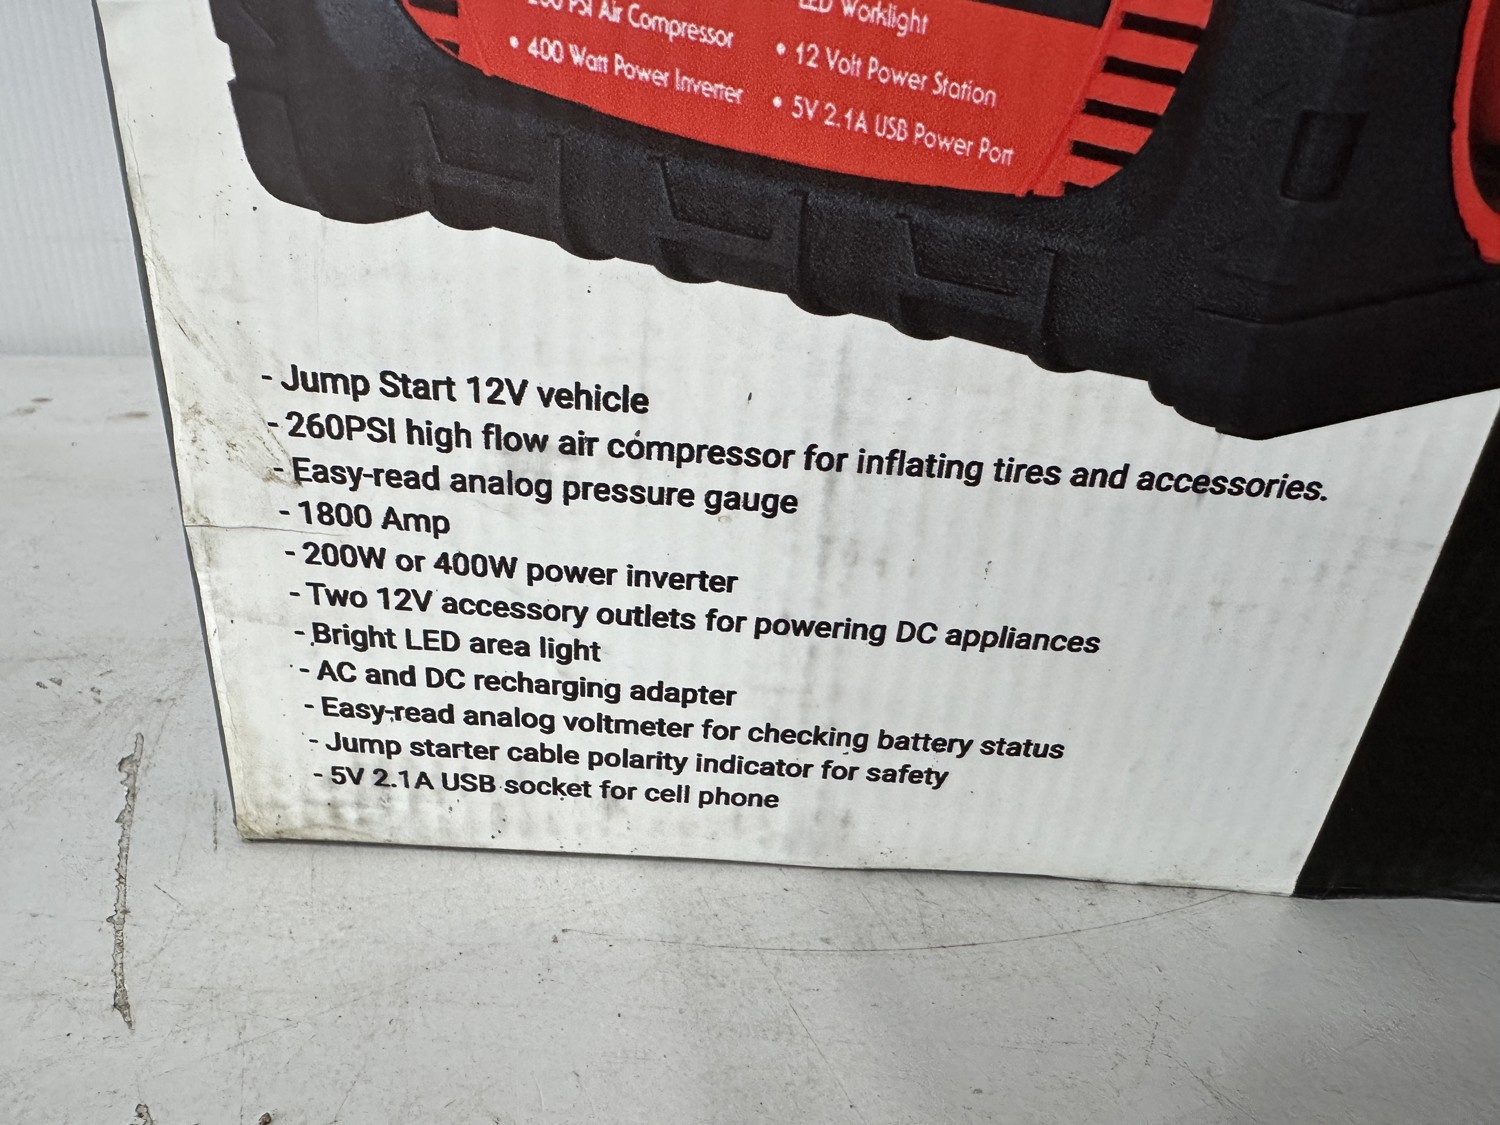 PSI Air Compressor
• 400 Watt Power Inverter
LED Worklight
• 12 Volt Power Station
• 5V 2.1A USB Power Port
- Jump Start 12V vehicle
- 260PSI high flow air compressor for inflating tires and accessories.
- Easy-read analog pressure gauge
- 1800 Amp
- 200W or 400W power inverter
- Two 12V accessory outlets for powering DC appliances
- Bright LED area light
- AC and DC recharging adapter
- Easy-read analog voltmeter for checking battery status
- Jump starter cable polarity indicator for safety
- 5V 2.1A USB socket for cell phone